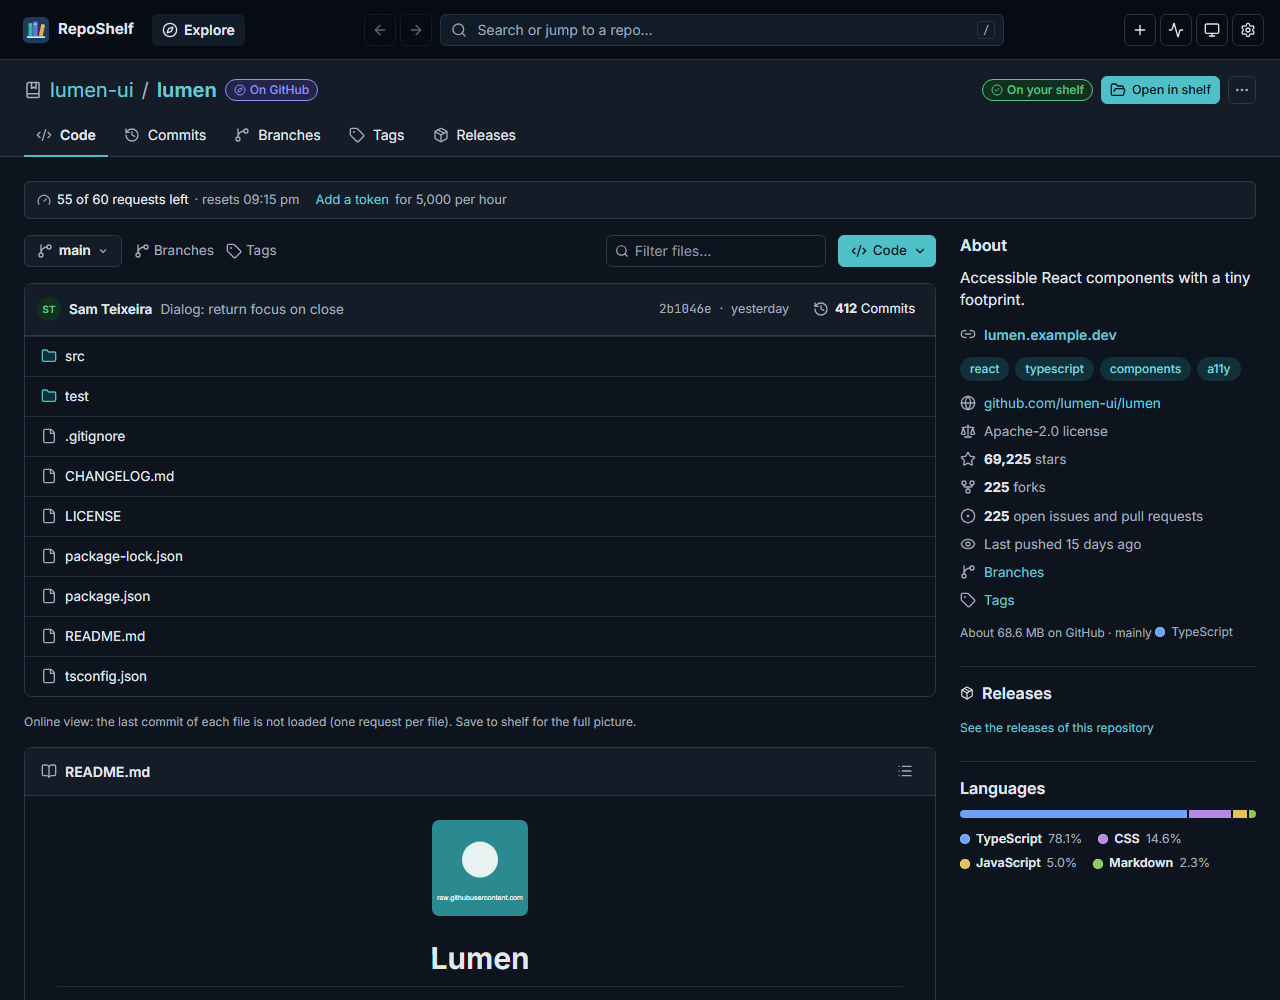 RepoShelf
Explore
Search or jump to a repo...
/
lumen-ui / lumen
On GitHub
On your shelf
Open in shelf
Code
Commits
Branches
Tags
Releases
55 of 60 requests left · resets 09:15 pm Add a token for 5,000 per hour
main
Branches
Tags
Filter files...
Code
ST Sam Teixeira Dialog: return focus on close 2b1046e · yesterday 412 Commits
src
test
.gitignore
CHANGELOG.md
LICENSE
package-lock.json
package.json
README.md
tsconfig.json
Online view: the last commit of each file is not loaded (one request per file). Save to shelf for the full picture.
README.md
raw.githubusercontent.com
Lumen
About
Accessible React components with a tiny
footprint.
lumen.example.dev
react typescript components a11y
github.com/lumen-ui/lumen
Apache-2.0 license
69,225 stars
225 forks
225 open issues and pull requests
Last pushed 15 days ago
Branches
Tags
About 68.6 MB on GitHub · mainly TypeScript
Releases
See the releases of this repository
Languages
TypeScript 78.1% CSS 14.6%
JavaScript 5.0% Markdown 2.3%